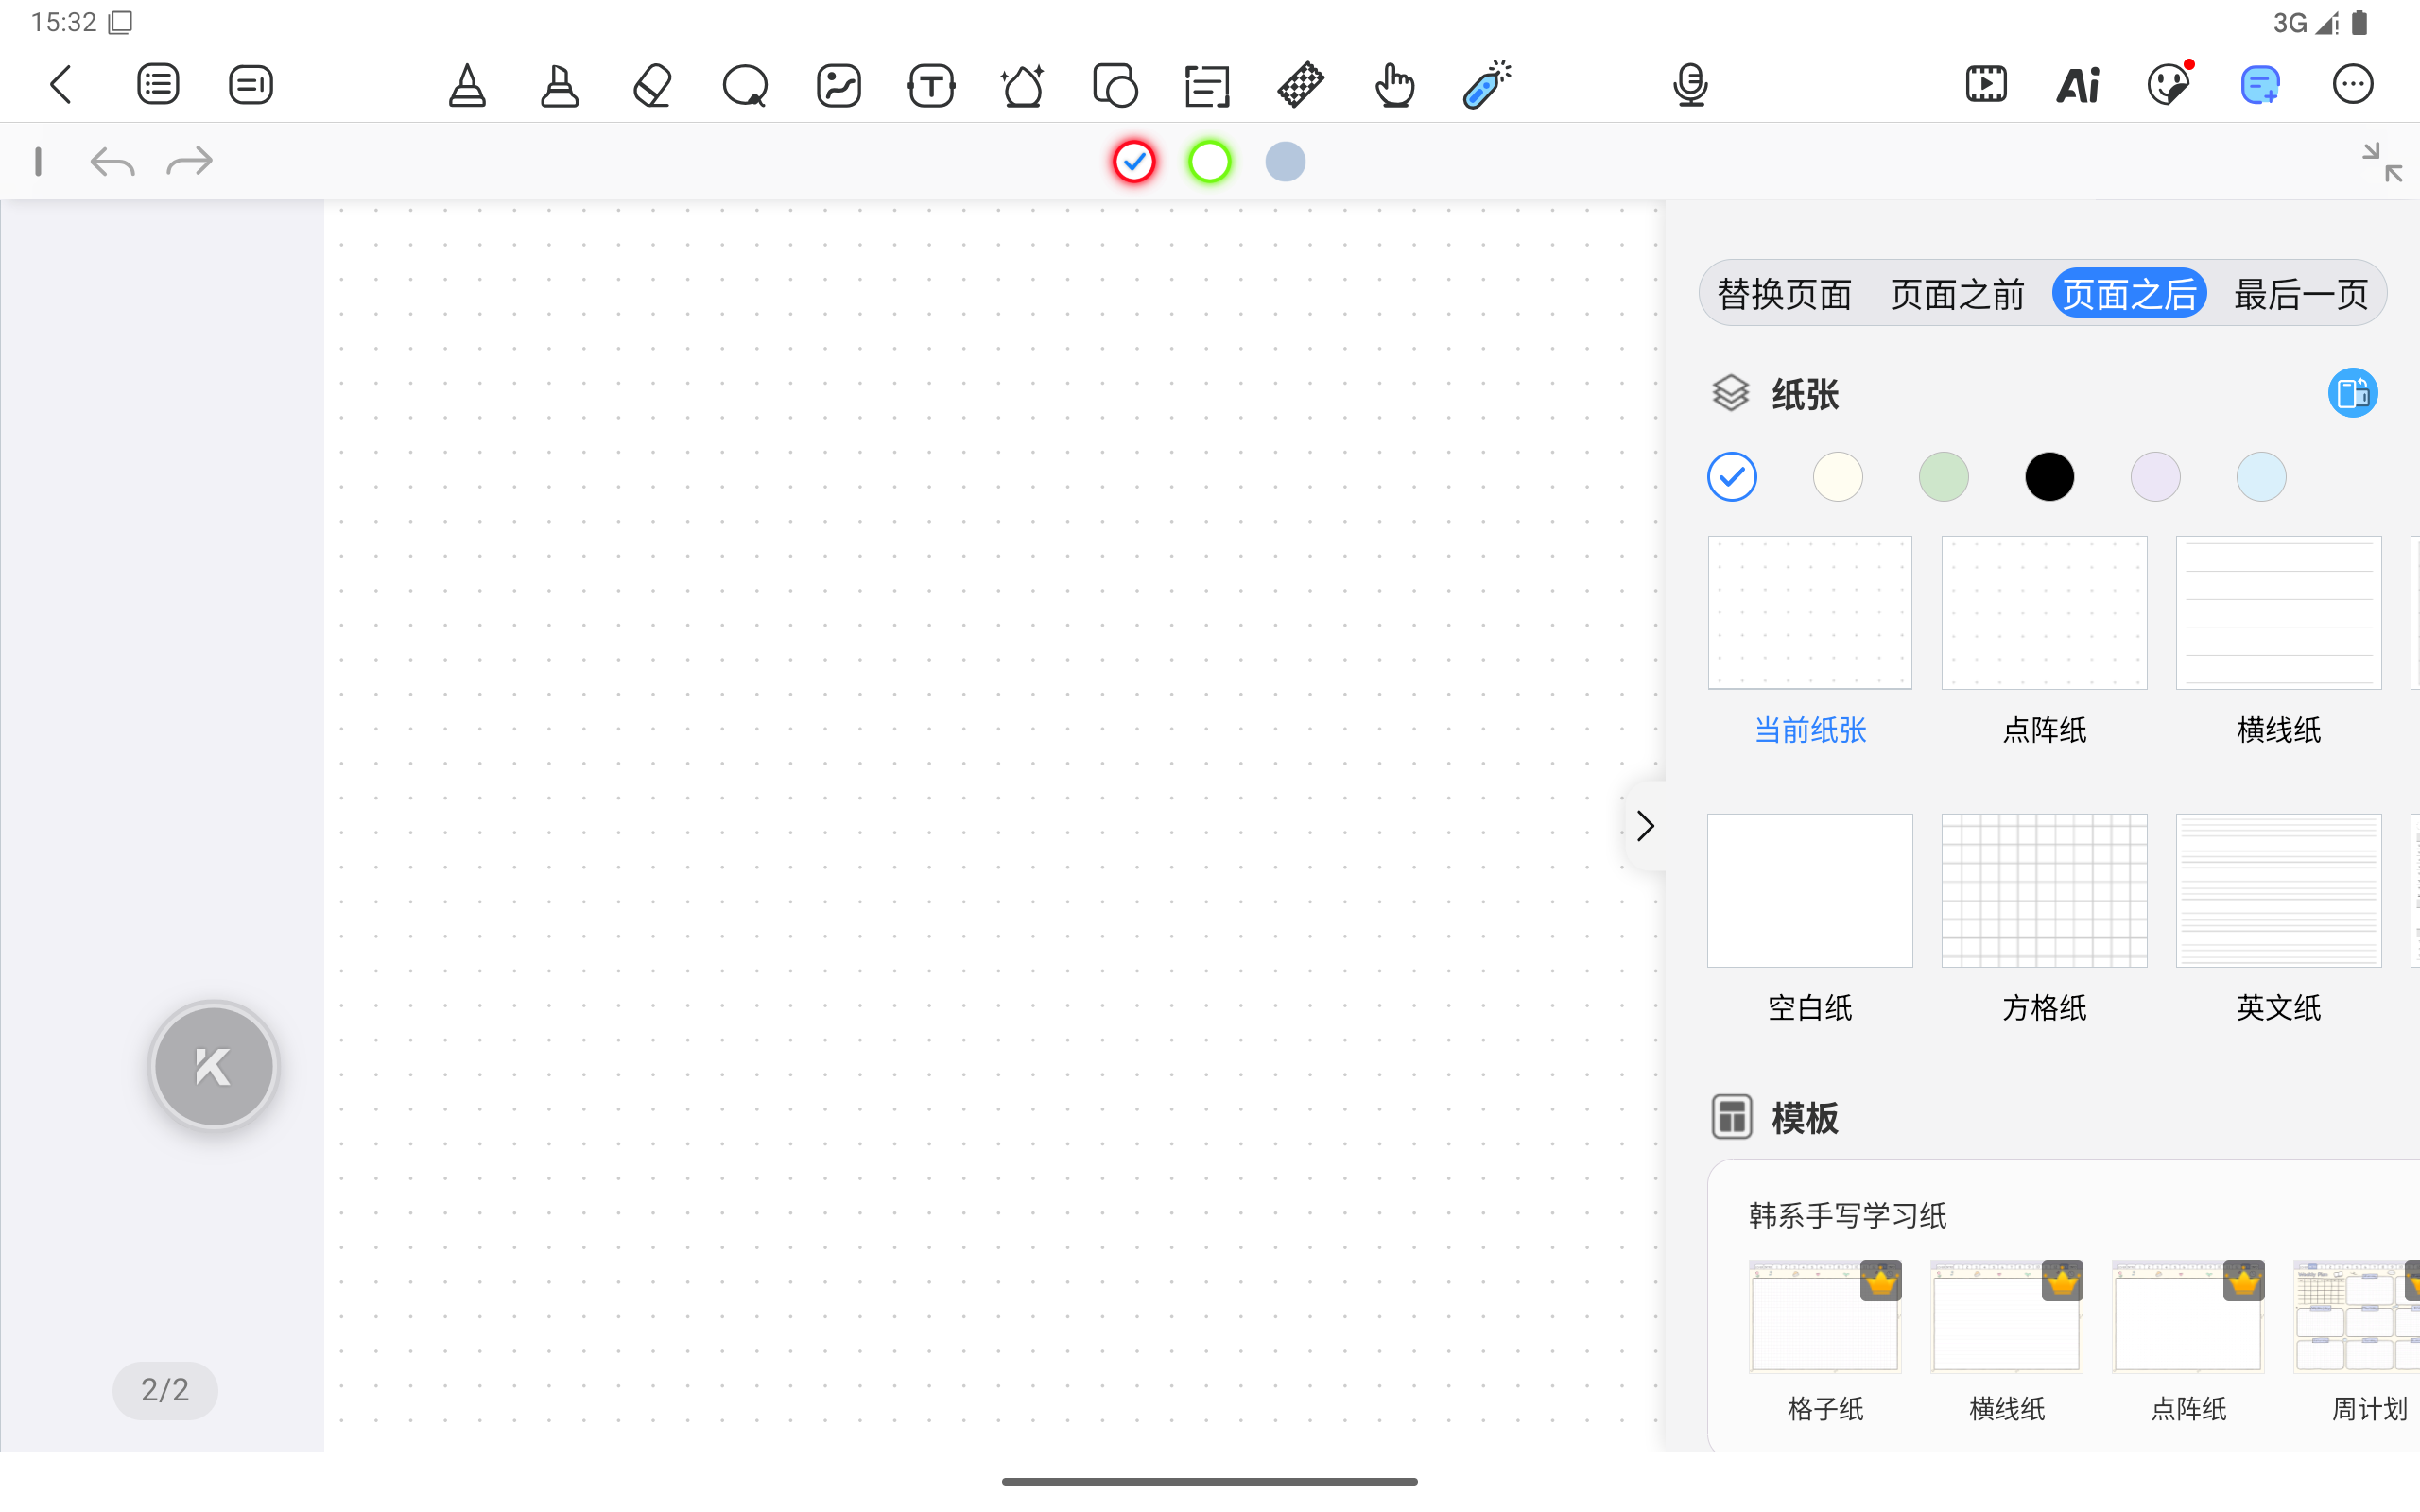 15:32
3G
Ai
替换页面 页面之前 页面之后 最后一页
纸张
当前纸张 点阵纸 横线纸
空白纸 方格纸 英文纸
模板
韩系手写学习纸
格子纸 横线纸 点阵纸 周计划
K
2/2